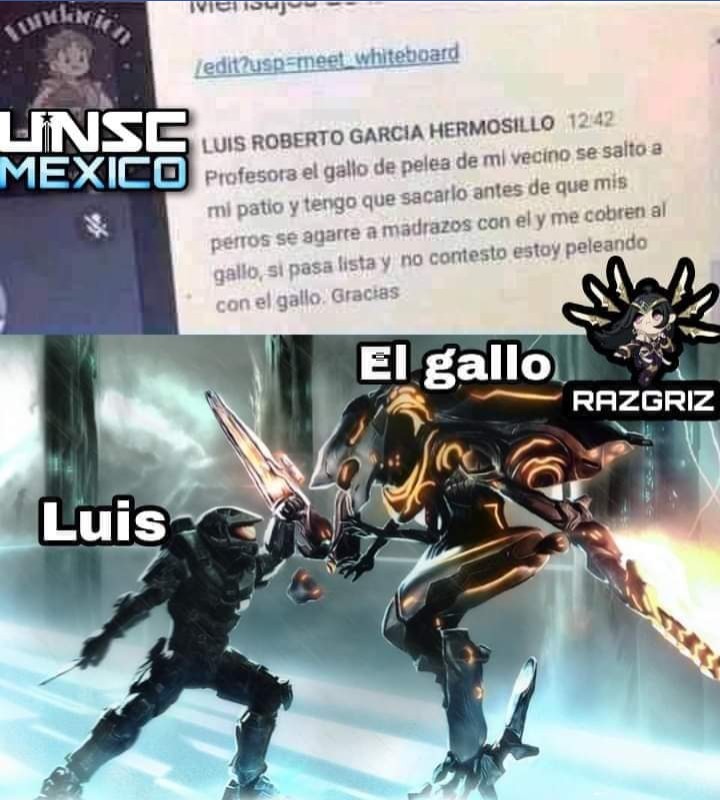 Fundación
/edit?usp=meet_whiteboard
UNSC
MEXICO
LUIS ROBERTO GARCIA HERMOSILLO 12:42
Profesora el gallo de pelea de mi vecino se salto a
mi patio y tengo que sacarlo antes de que mis
perros se agarre a madrazos con el y me cobren al
gallo, si pasa lista y no contesto estoy peleando
con el gallo. Gracias
El gallo
RAZGRIZ
Luis